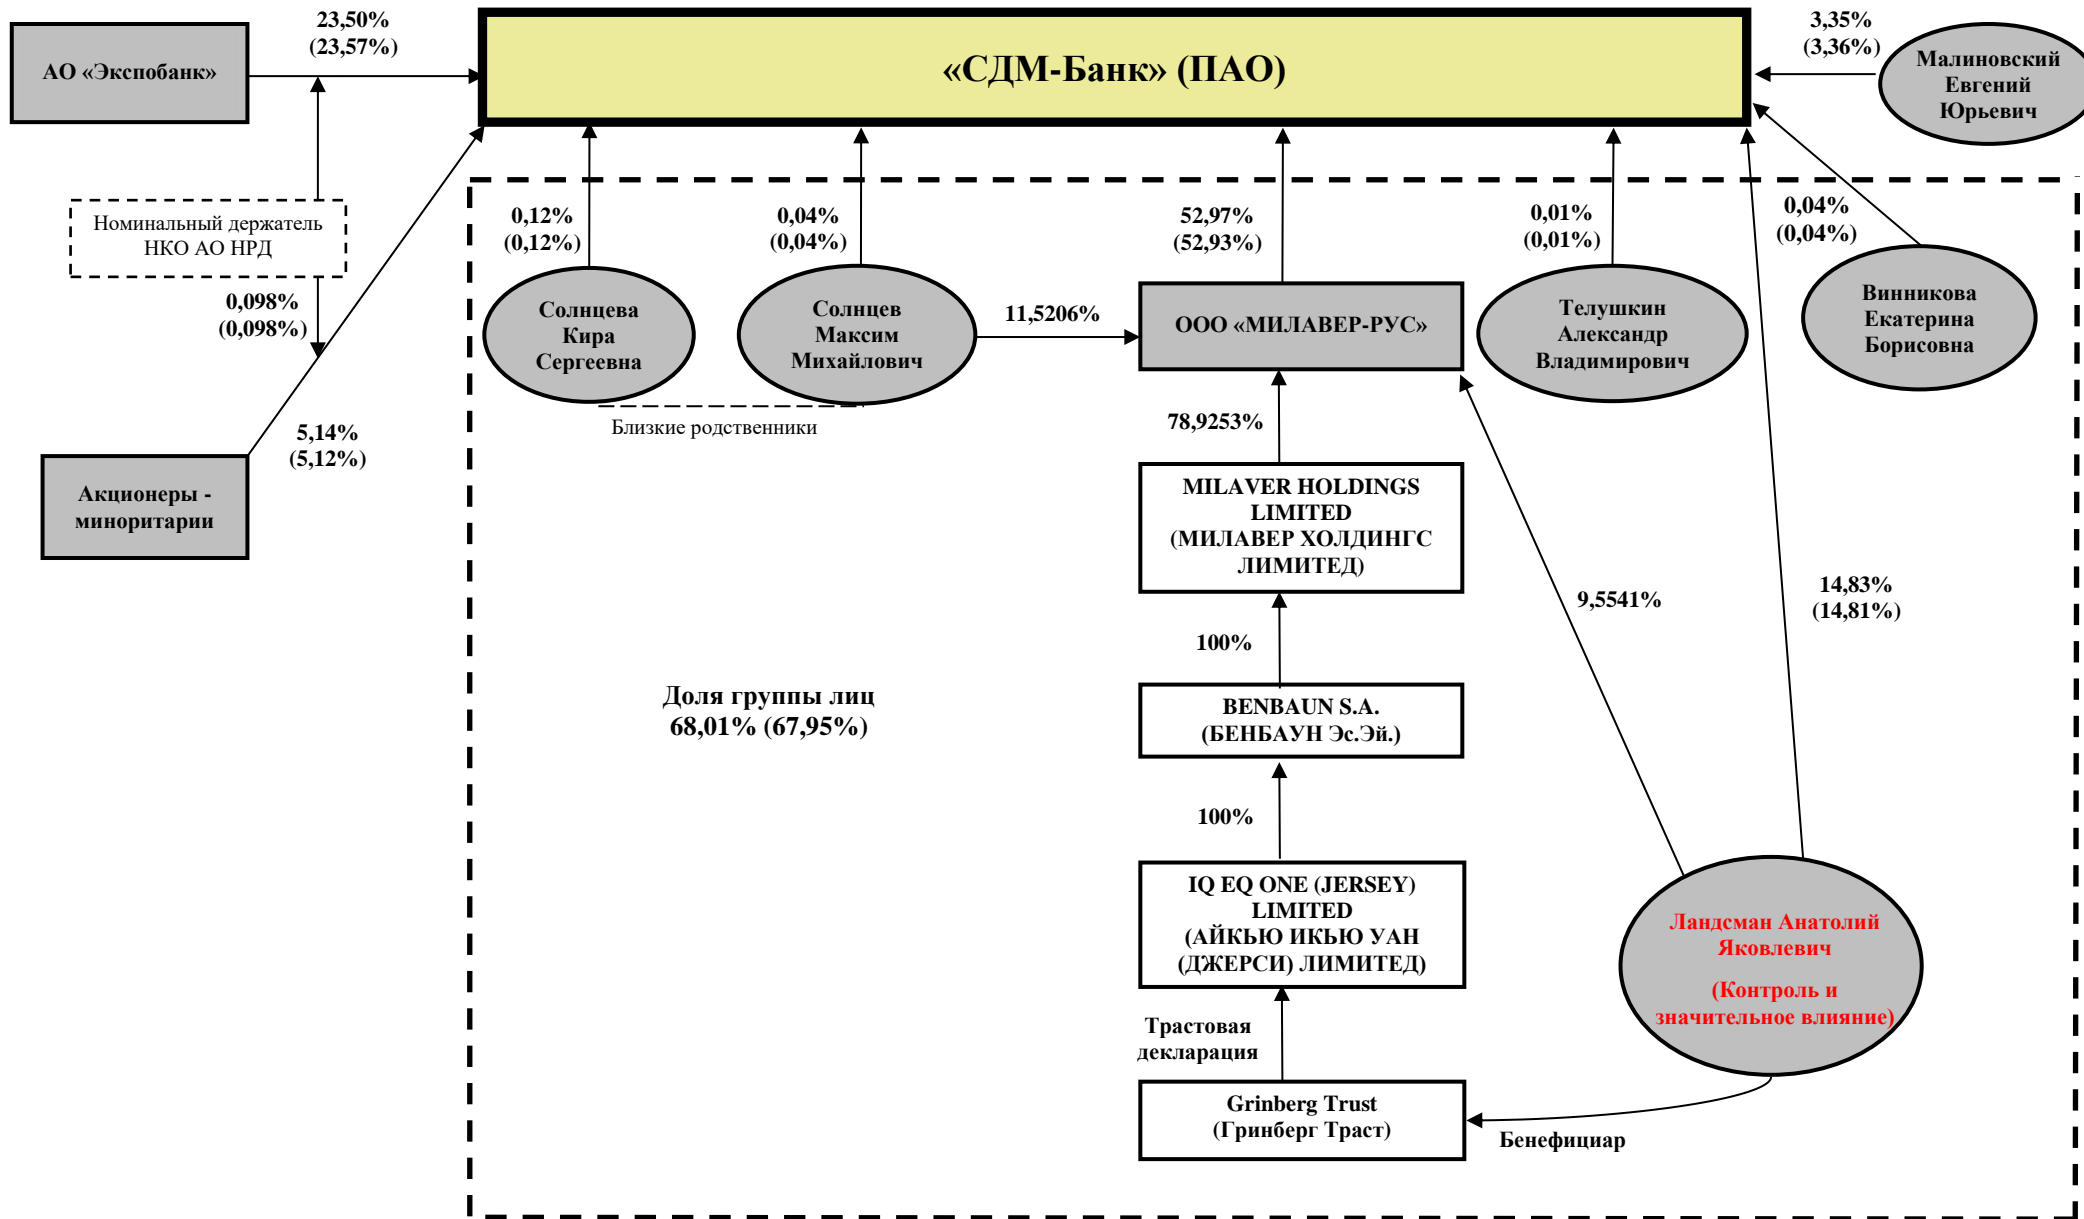 23,50%
(23,57%)
АО «Экспобанк»
«СДМ-Банк» (ПАО)
3,35%
(3,36%)
Малиновский
Евгений
Юрьевич
Номинальный держатель
НКО АО НРД
0,098%
(0,098%)
0,12%
(0,12%)
0,04%
(0,04%)
52,97%
(52,93%)
0,01%
(0,01%)
0,04%
(0,04%)
Солнцева
Кира
Сергеевна
Солнцев
Максим
Михайлович
11,5206%
ООО «МИЛАВЕР-РУС»
Телушкин
Александр
Владимирович
Винникова
Екатерина
Борисовна
Близкие родственники
5,14%
(5,12%)
Акционеры -
миноритарии
78,9253%
MILAVER HOLDINGS
LIMITED
(МИЛАВЕР ХОЛДИНГС
ЛИМИТЕД)
9,5541%
14,83%
(14,81%)
100%
Доля группы лиц
68,01% (67,95%)
BENBAUN S.A.
(БЕНБАУН Эс.Эй.)
100%
IQ EQ ONE (JERSEY)
LIMITED
(АЙКЬЮ ИКЬЮ УАН
(ДЖЕРСИ) ЛИМИТЕД)
Ландсман Анатолий
Яковлевич
(Контроль и
значительное влияние)
Трастовая
декларация
Grinberg Trust
(Гринберг Траст)
Бенефициар